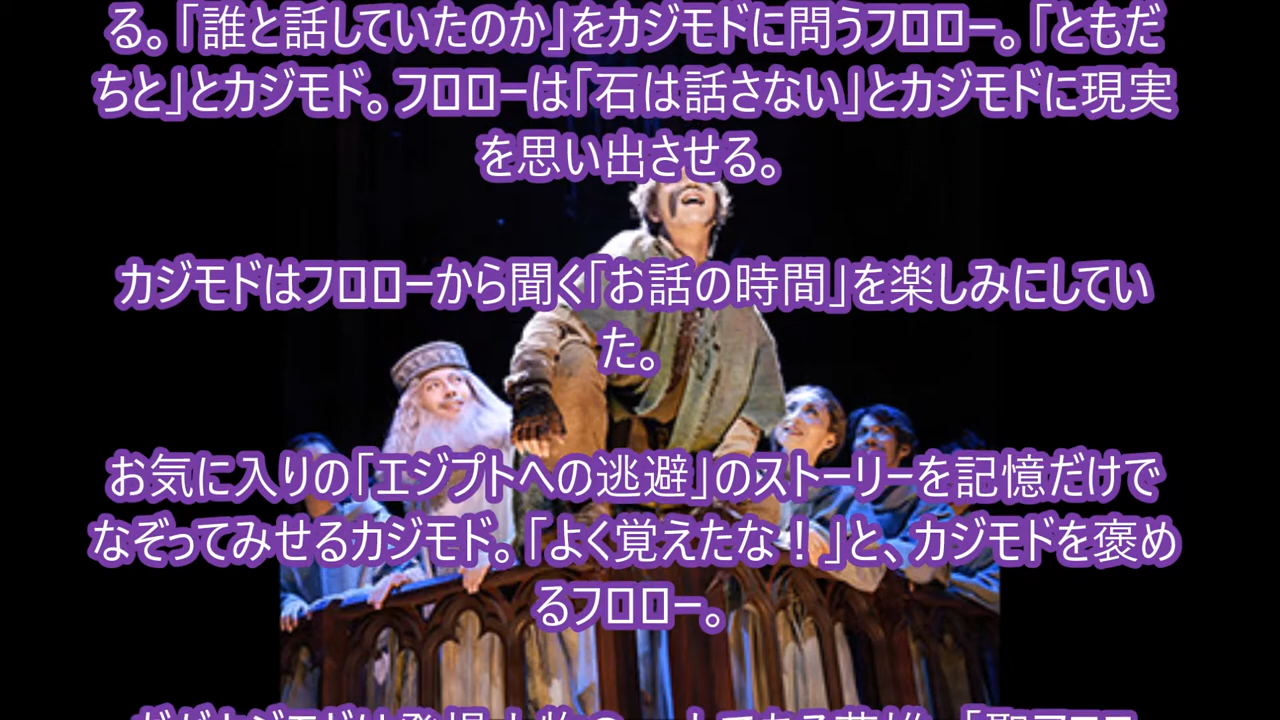 る。「誰と話していたのか」をカジモドに問うフロロー。「ともだ
ちと」とカジモド。フロローは「石は話さない」とカジモドに現実
を思い出させる。
カジモドはフロローから聞く「お話の時間」を楽しみにしてい
た。
お気に入りの「エジプトへの逃避」のストーリーを記憶だけで
なぞってみせるカジモド。「よく覚えたな！」と、カジモドを褒め
るフロロー。